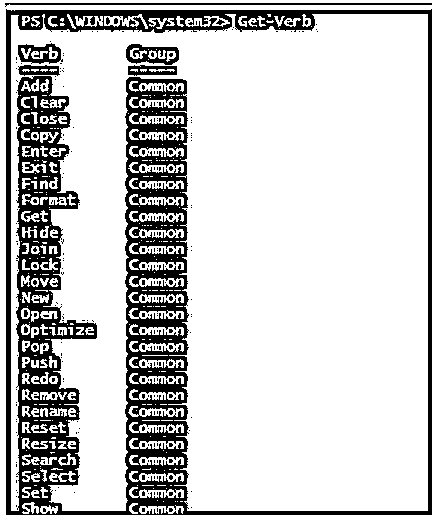 PS C:\WINDOWS\system32> Get-Verb
Verb Group
---- -----
Add Common
Clear Common
Close Common
Copy Common
Enter Common
Exit Common
Find Common
Format Common
Get Common
Hide Common
Join Common
Lock Common
Move Common
New Common
Open Common
Optimize Common
Pop Common
Push Common
Redo Common
Remove Common
Rename Common
Reset Common
Resize Common
Search Common
Select Common
Set Common
Show Common